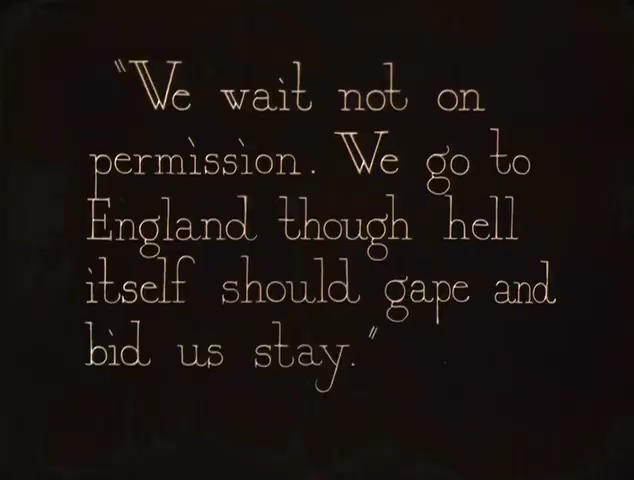 "We wait not on
permission. We go to
England though hell
itself should gape and
bid us stay."